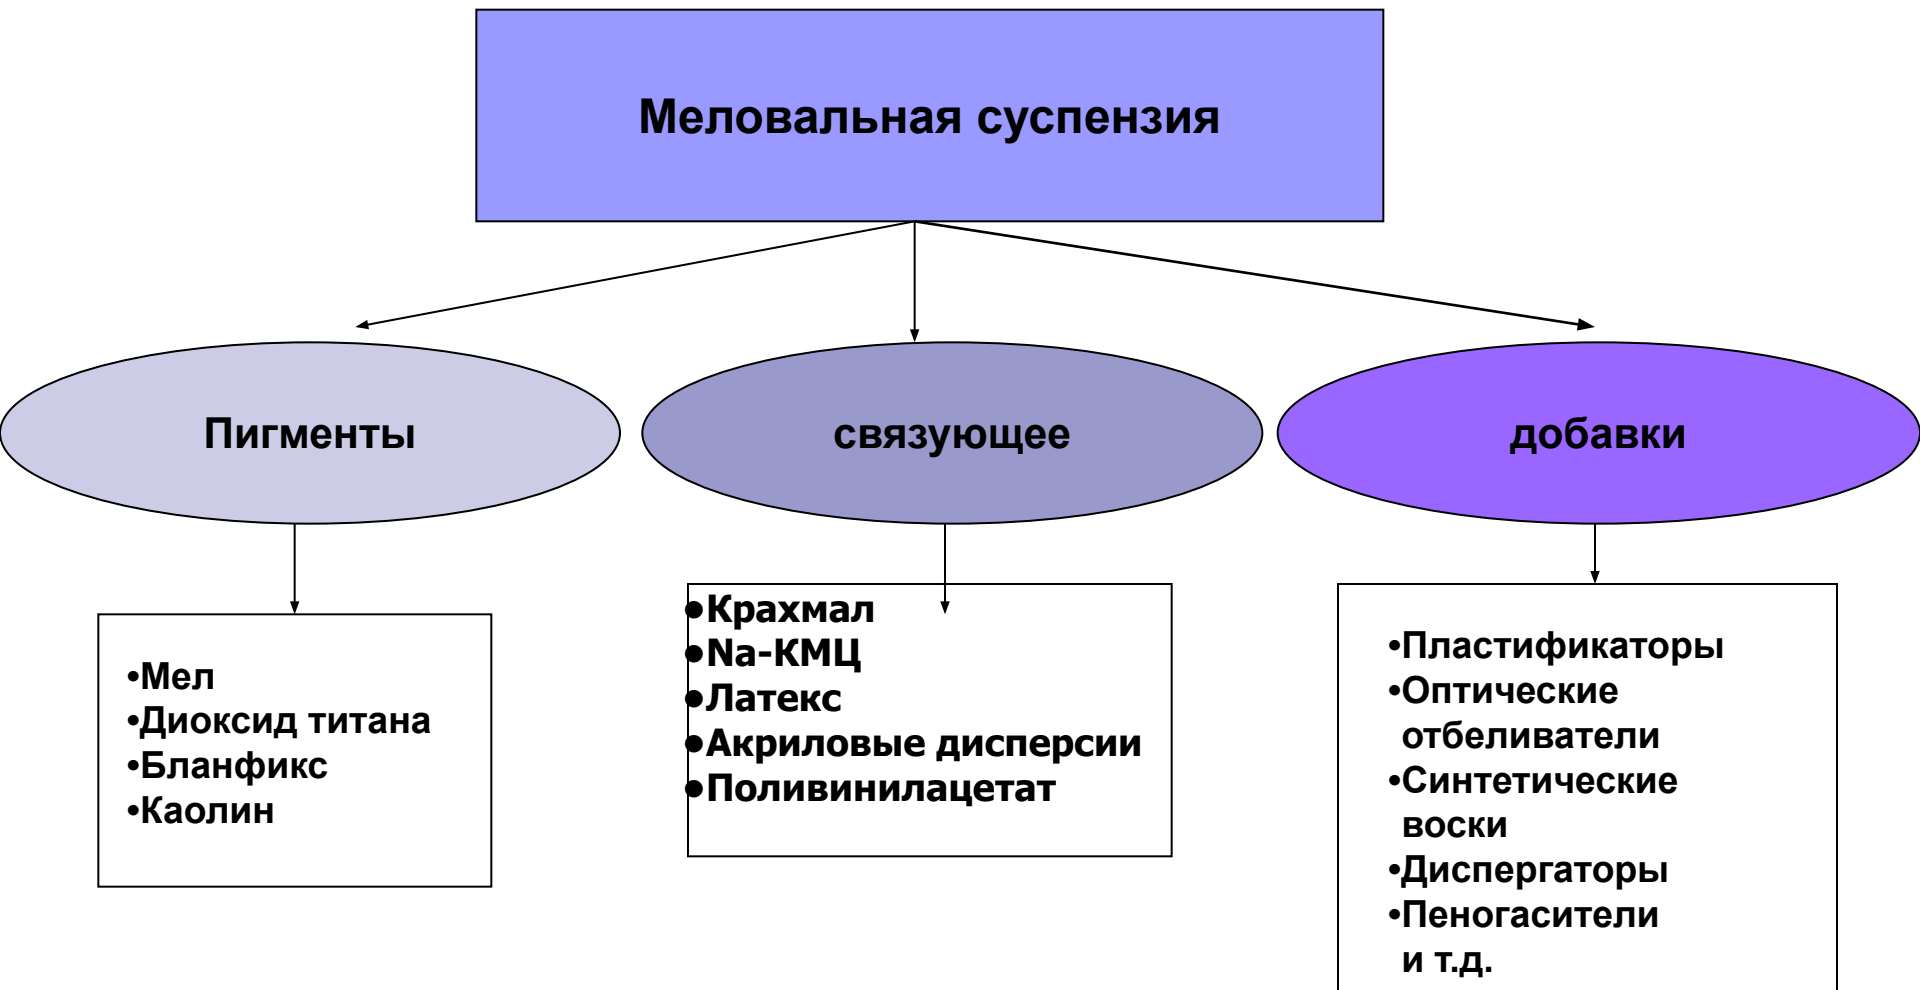 Меловальная суспензия
Пигменты
связующее
добавки
•Мел
•Диоксид титана
•Бланфикс
•Каолин
•Крахмал
•Na-КМЦ
•Латекс
•Акриловые дисперсии
•Поливинилацетат
•Пластификаторы
•Оптические
отбеливатели
•Синтетические
воски
•Диспергаторы
•Пеногасители
и т.д.